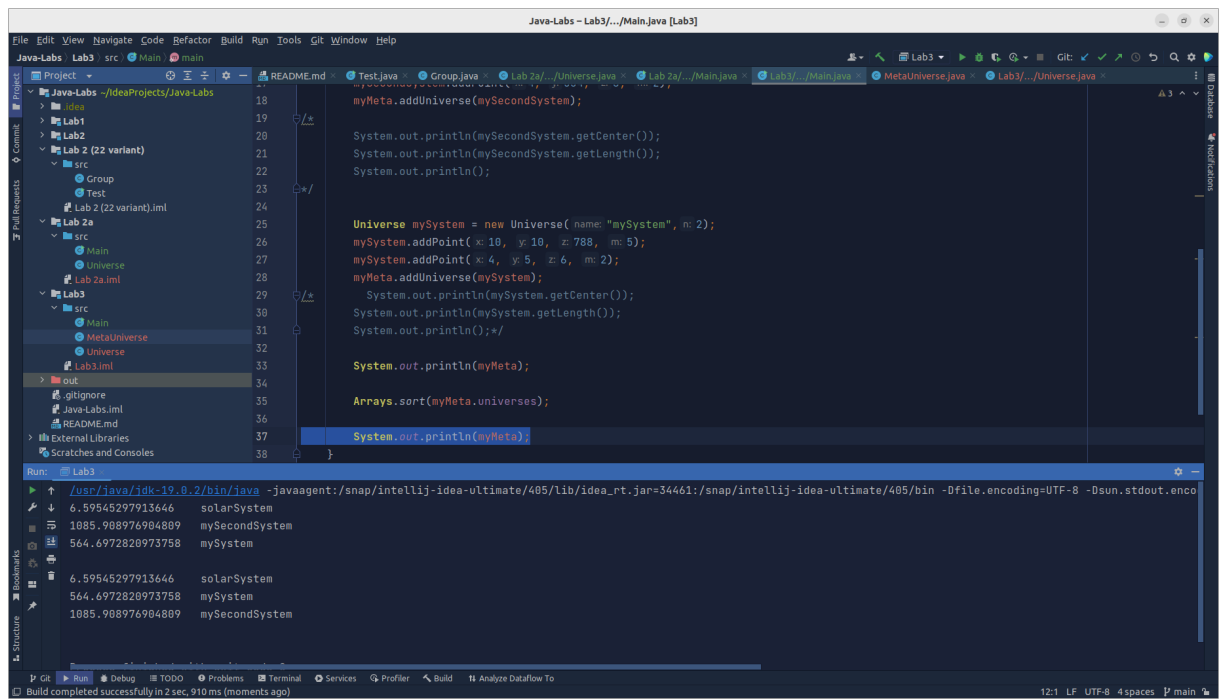 Java-Labs – Lab3/.../Main.java [Lab3]
File Edit View Navigate Code Refactor Build Run Tools Git Window Help
Java-Labs Lab3 src Main main
Lab3 Git:
Project README.md Test.java Group.java Lab 2a/.../Universe.java Lab 2a/.../Main.java Lab3/.../Main.java MetaUniverse.java Lab3/.../Universe.java
Project
Commit
Pull Requests
Bookmarks
Structure
Database
Notifications
Java-Labs ~/IdeaProjects/Java-Labs
.idea
Lab1
Lab2
Lab 2 (22 variant)
src
Group
Test
Lab 2 (22 variant).iml
Lab 2a
src
Main
Universe
Lab 2a.iml
Lab3
src
Main
MetaUniverse
Universe
Lab3.iml
out
.gitignore
Java-Labs.iml
README.md
External Libraries
Scratches and Consoles
3
18 myMeta.addUniverse(mySecondSystem);
19 /*
20 System.out.println(mySecondSystem.getCenter());
21 System.out.println(mySecondSystem.getLength());
22 System.out.println();
23 */
24
25 Universe mySystem = new Universe( name: "mySystem", n: 2);
26 mySystem.addPoint( x: 10, y: 10, z: 788, m: 5);
27 mySystem.addPoint( x: 4, y: 5, z: 6, m: 2);
28 myMeta.addUniverse(mySystem);
29 /* System.out.println(mySystem.getCenter());
30 System.out.println(mySystem.getLength());
31 System.out.println();*/
32
33 System.out.println(myMeta);
34
35 Arrays.sort(myMeta.universes);
36
37 System.out.println(myMeta);
38 }
Run: Lab3
/usr/java/jdk-19.0.2/bin/java -javaagent:/snap/intellij-idea-ultimate/405/lib/idea_rt.jar=34461:/snap/intellij-idea-ultimate/405/bin -Dfile.encoding=UTF-8 -Dsun.stdout.enco
6.59545297913646 solarSystem
1085.908976904809 mySecondSystem
564.6972820973758 mySystem
6.59545297913646 solarSystem
564.6972820973758 mySystem
1085.908976904809 mySecondSystem
Git Run Debug TODO Problems Terminal Services Profiler Build Analyze Dataflow To
Build completed successfully in 2 sec, 910 ms (moments ago) 12:1 LF UTF-8 4 spaces main